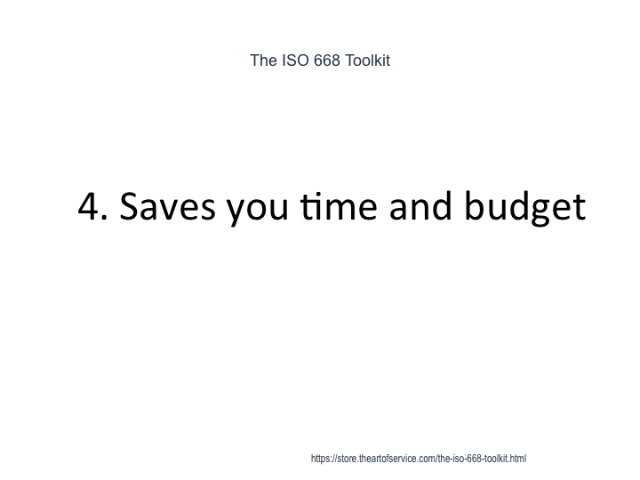 The ISO 668 Toolkit
4. Saves you time and budget
https://store.theartofservice.com/the-iso-668-toolkit.html